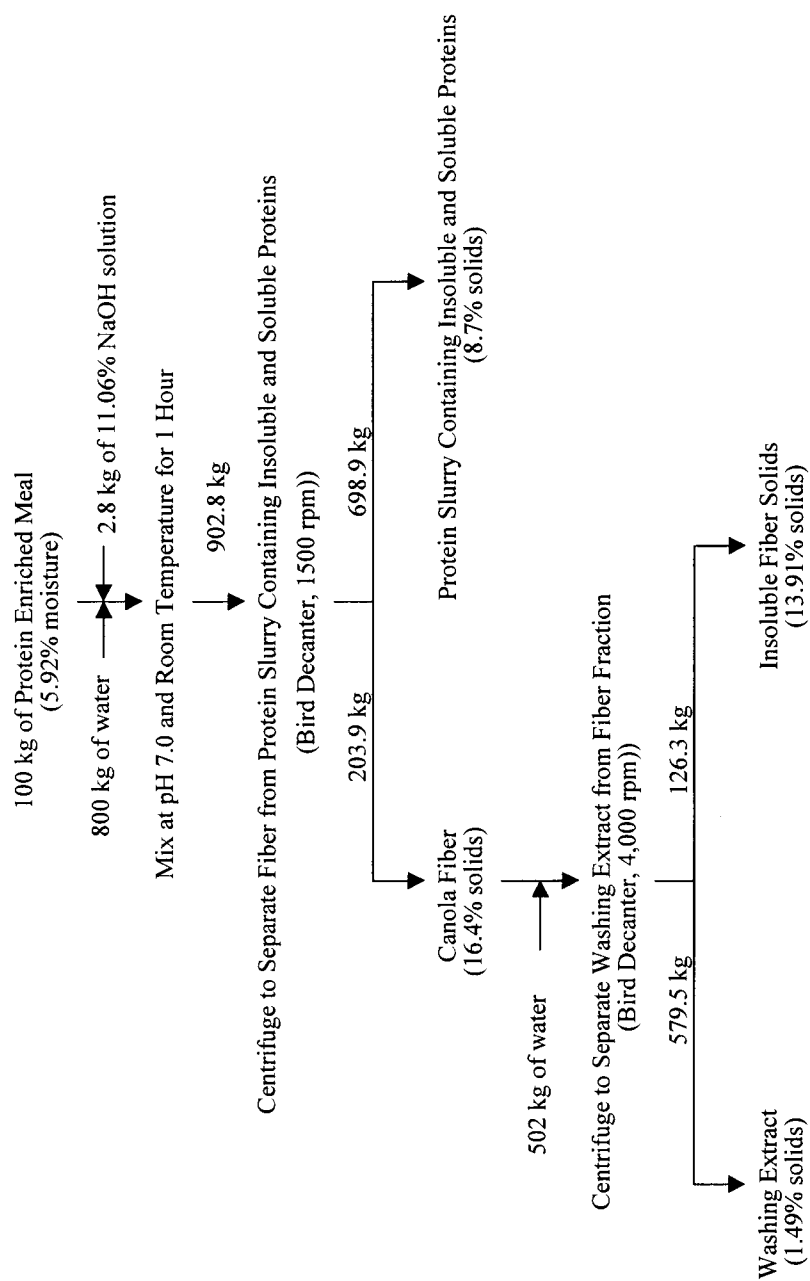 100 kg of Protein Enriched Meal
(5.92% moisture)
800 kg of water
2.8 kg of 11.06% NaOH solution
Mix at pH 7.0 and Room Temperature for 1 Hour
902.8 kg
Centrifuge to Separate Fiber from Protein Slurry Containing Insoluble and Soluble Proteins
(Bird Decanter, 1500 rpm))
203.9 kg
698.9 kg
Canola Fiber
(16.4% solids)
Protein Slurry Containing Insoluble and Soluble Proteins
(8.7% solids)
502 kg of water
Centrifuge to Separate Washing Extract from Fiber Fraction
(Bird Decanter, 4,000 rpm))
579.5 kg
126.3 kg
Washing Extract
(1.49% solids)
Insoluble Fiber Solids
(13.91% solids)